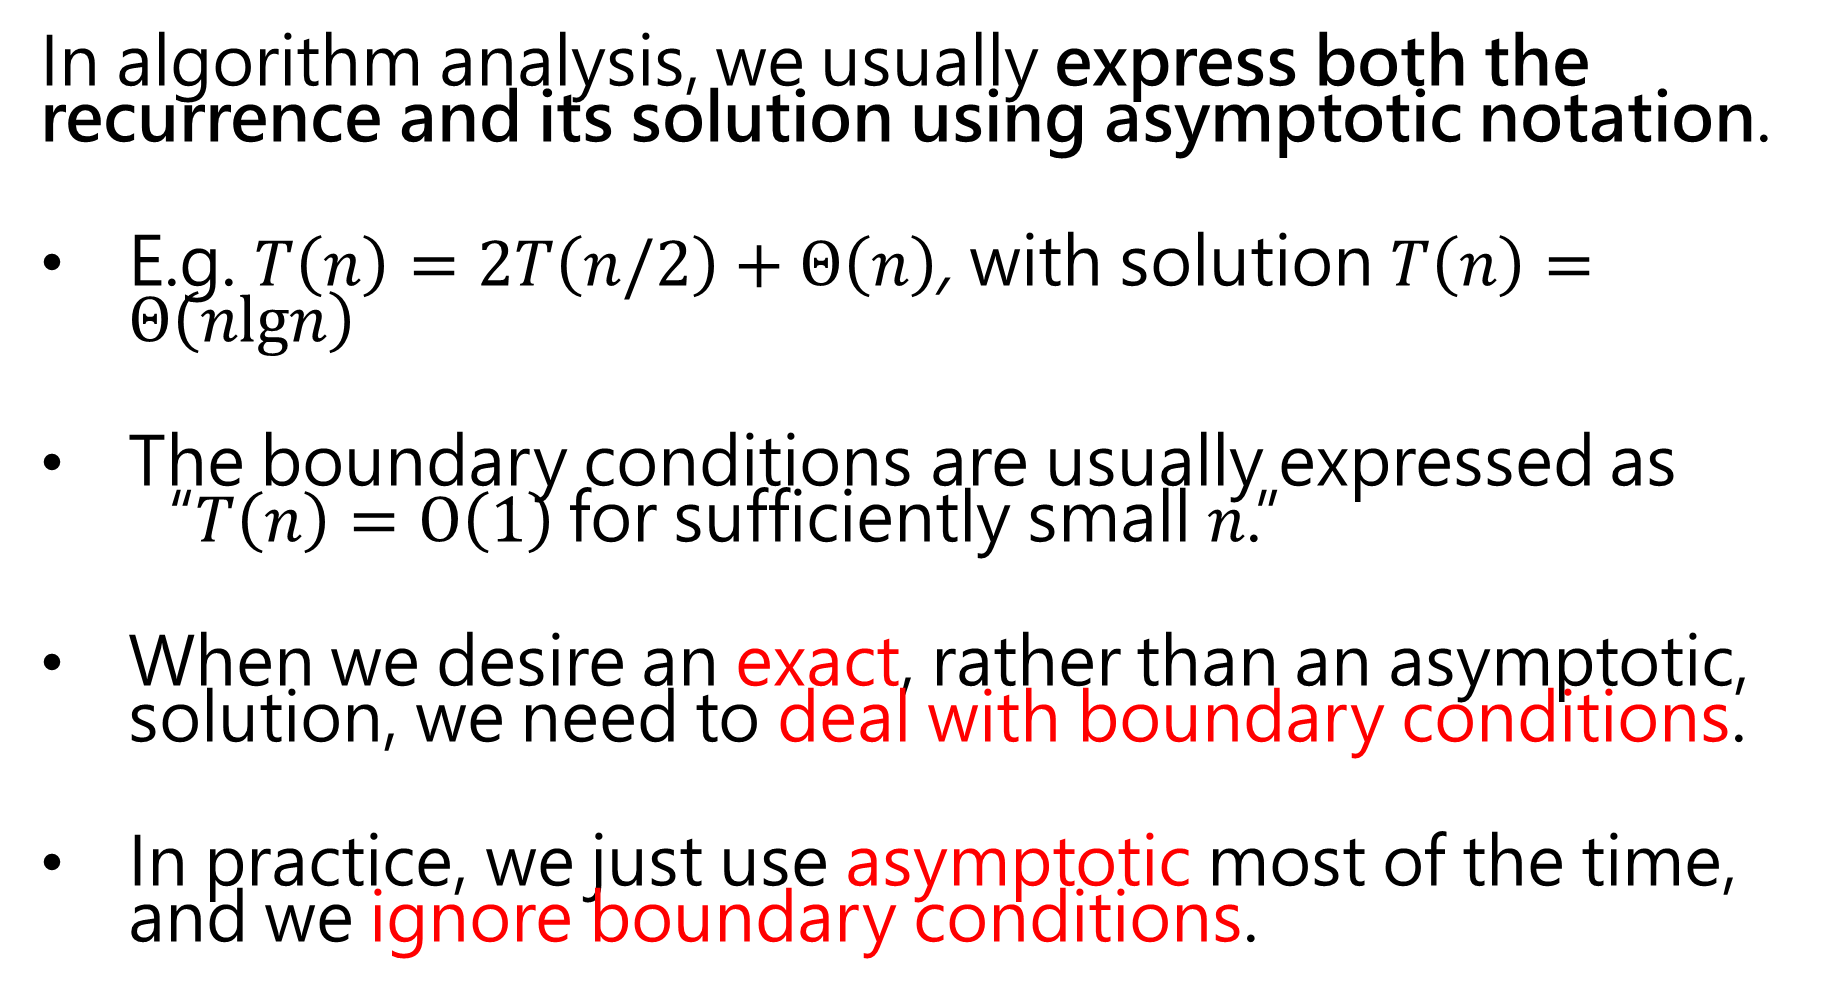 In algorithm analysis, we usually express both the
recurrence and its solution using asymptotic notation.
• E.g. T(n) = 2T(n/2) + Θ(n), with solution T(n) =
Θ(nlgn)
• The boundary conditions are usually expressed as
"T(n) = O(1) for sufficiently small n."
• When we desire an exact, rather than an asymptotic,
solution, we need to deal with boundary conditions.
• In practice, we just use asymptotic most of the time,
and we ignore boundary conditions.